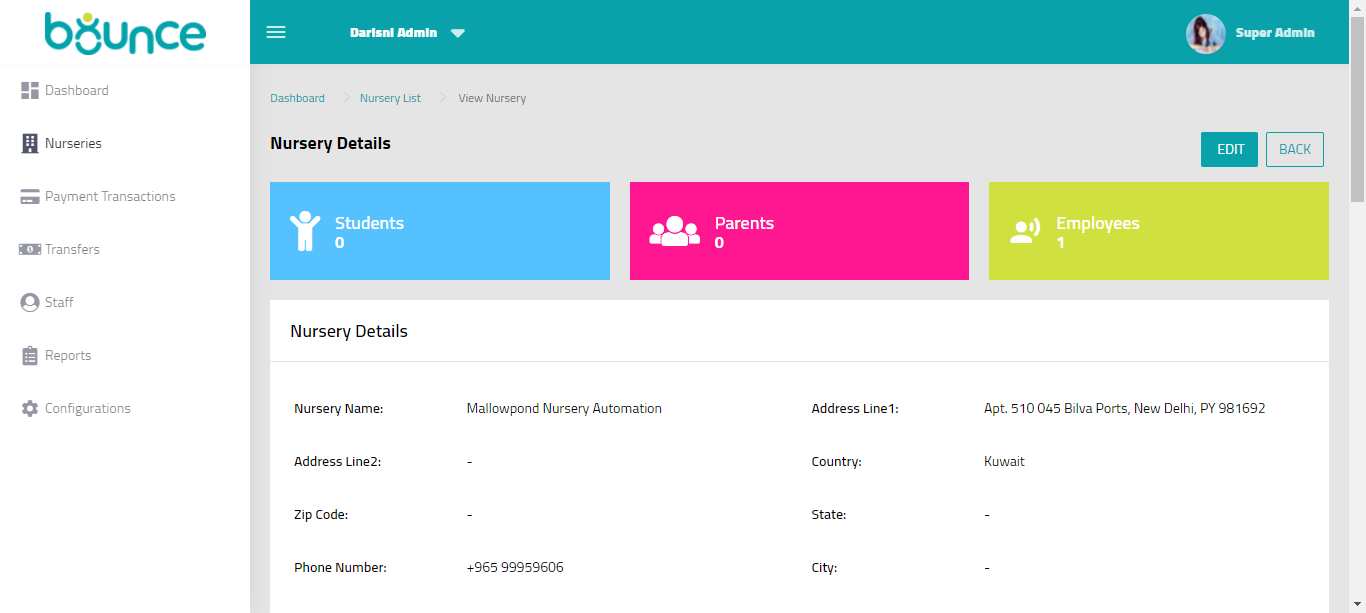 bounce
Darisni Admin
Super Admin
Dashboard
Nurseries
Payment Transactions
Transfers
Staff
Reports
Configurations
Dashboard Nursery List View Nursery
Nursery Details
EDIT BACK
Students
0
Parents
0
Employees
1
Nursery Details
Nursery Name: Mallowpond Nursery Automation Address Line1: Apt. 510 045 Bilva Ports, New Delhi, PY 981692
Address Line2: - Country: Kuwait
Zip Code: - State: -
Phone Number: +965 99959606 City: -